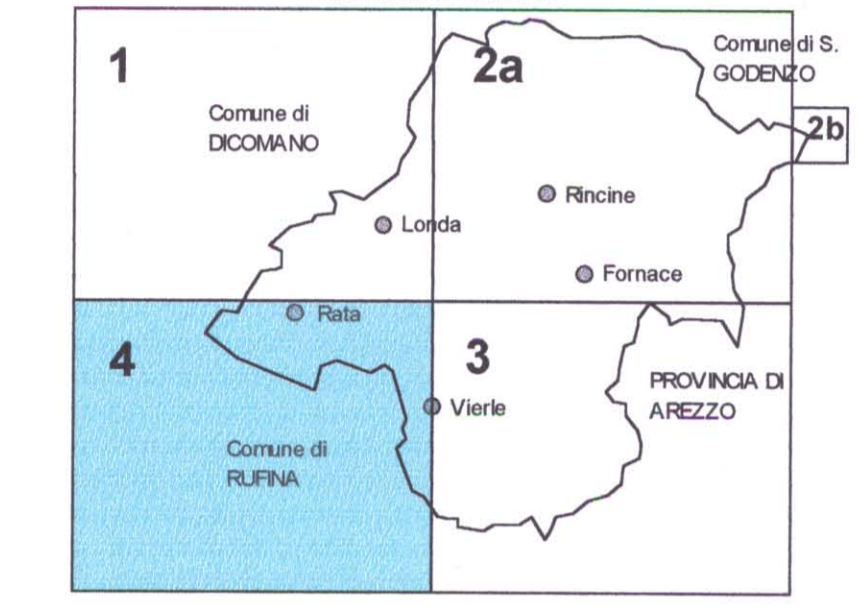 1
2a
Comune di S.
GODENZO
Comune di
DICOMANO
2b
Rincine
Londa
Fornace
Rata
4
3
PROVINCIA DI
AREZZO
Vierle
Comune di
RUFINA